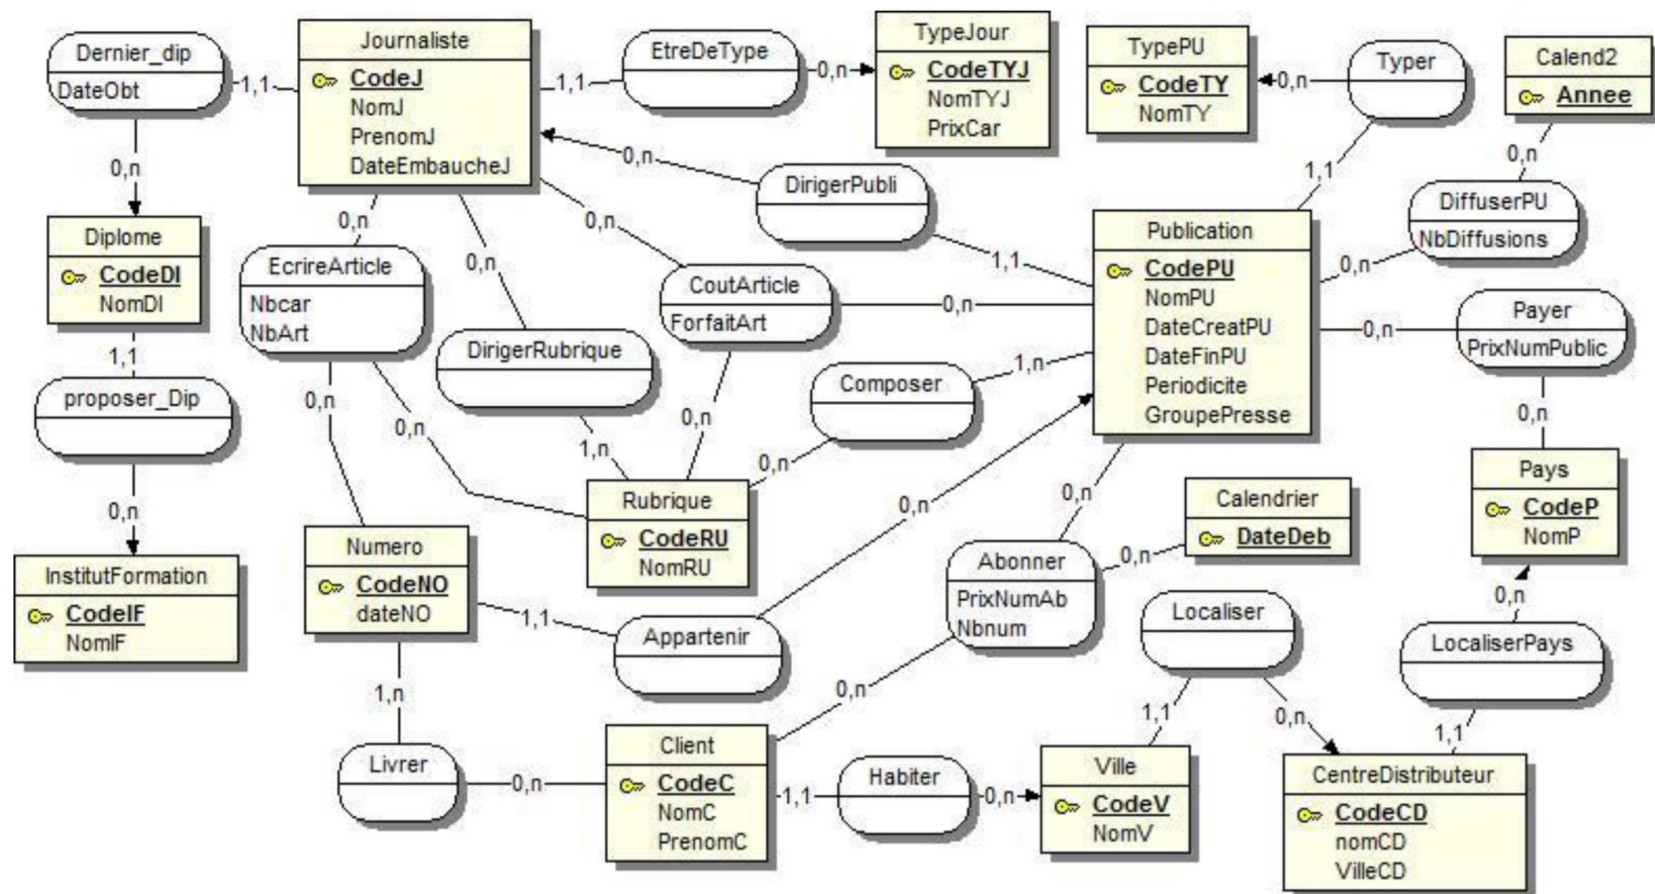 Dernier_dip
DateObt
1,1
0,n
Journaliste
CodeJ
NomJ
PrenomJ
DateEmbaucheJ
1,1
EtreDeType
0,n
TypeJour
CodeTYJ
NomTYJ
PrixCar
TypePU
CodeTY
NomTY
0,n
Typer
1,1
Calend2
Annee
0,n
DiffuserPU
NbDiffusions
0,n
0,n
DirigerPubli
1,1
Publication
CodePU
NomPU
DateCreatPU
DateFinPU
Periodicite
GroupePresse
Diplome
CodeDI
NomDI
1,1
proposer_Dip
0,n
InstitutFormation
CodeIF
NomIF
0,n
EcrireArticle
Nbcar
NbArt
0,n
0,n
0,n
DirigerRubrique
1,n
0,n
CoutArticle
ForfaitArt
0,n
0,n
Composer
1,n
0,n
0,n
Payer
PrixNumPublic
0,n
Pays
CodeP
NomP
Rubrique
CodeRU
NomRU
Numero
CodeNO
dateNO
1,1
Appartenir
0,n
0,n
Abonner
PrixNumAb
Nbnum
0,n
0,n
Calendrier
DateDeb
Localiser
1,1
0,n
0,n
LocaliserPays
1,1
1,n
Livrer
0,n
Client
CodeC
NomC
PrenomC
1,1
Habiter
0,n
Ville
CodeV
NomV
CentreDistributeur
CodeCD
nomCD
VilleCD